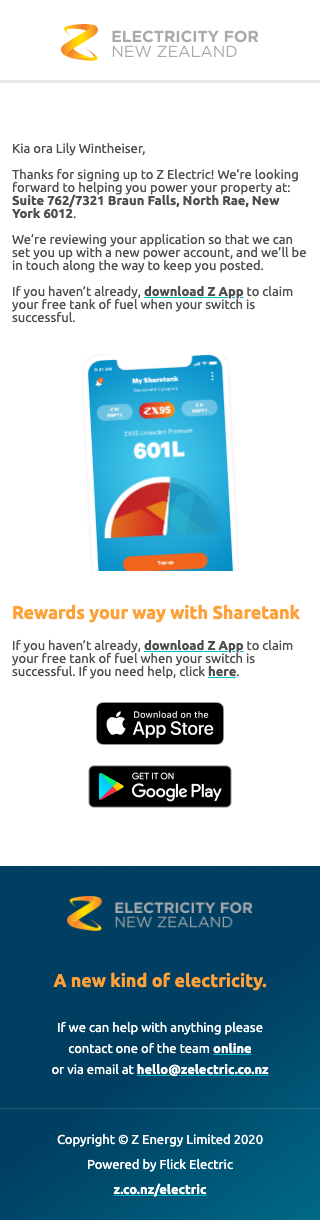 ELECTRICITY FOR
NEW ZEALAND
Kia ora Lily Wintheiser,
Thanks for signing up to Z Electric! We’re looking
forward to helping you power your property at:
Suite 762/7321 Braun Falls, North Rae, New
York 6012.
We’re reviewing your application so that we can
set you up with a new power account, and we’ll be
in touch along the way to keep you posted.
If you haven’t already, download Z App to claim
your free tank of fuel when your switch is
successful.
9:41 AM
My Sharetank
ZX95
EMPTY
EMPTY
ZX95 Unleaded Premium
601L
Top up
Rewards your way with Sharetank
If you haven’t already, download Z App to claim
your free tank of fuel when your switch is
successful. If you need help, click here.
Download on the
App Store
GET IT ON
Google Play
ELECTRICITY FOR
NEW ZEALAND
A new kind of electricity.
If we can help with anything please
contact one of the team online
or via email at hello@zelectric.co.nz
Copyright © Z Energy Limited 2020
Powered by Flick Electric
z.co.nz/electric